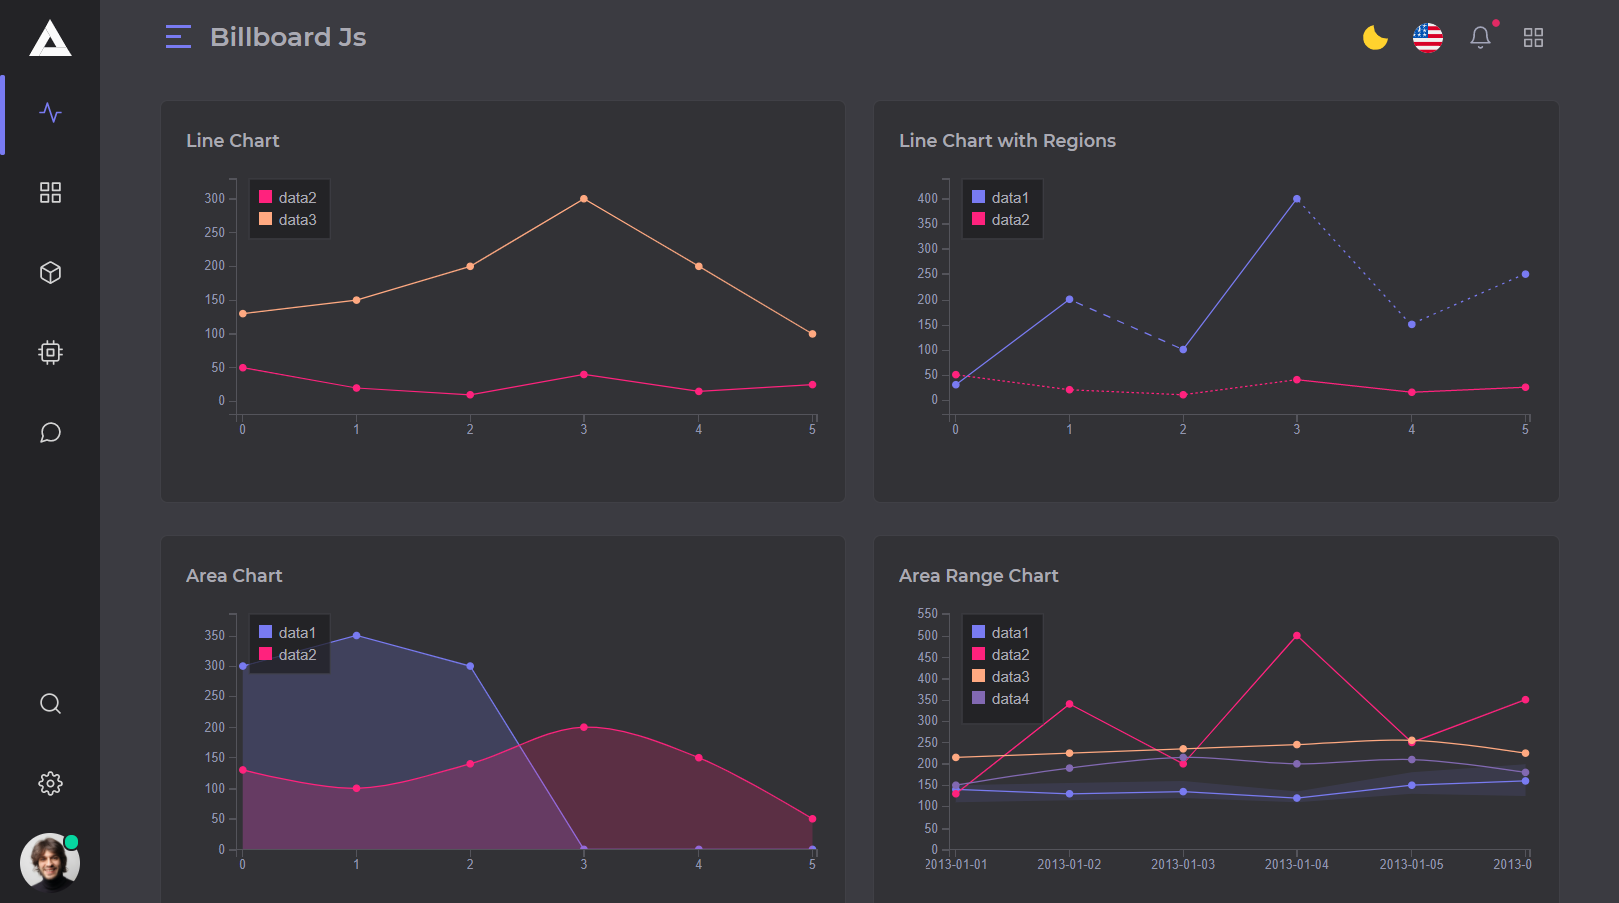 Billboard Js
Line Chart
data2
data3
300
250
200
150
100
50
0
0 1 2 3 4 5
Line Chart with Regions
data1
data2
400
350
300
250
200
150
100
50
0
0 1 2 3 4 5
Area Chart
data1
data2
350
300
250
200
150
100
50
0
0 1 2 3 4 5
Area Range Chart
data1
data2
data3
data4
550
500
450
400
350
300
250
200
150
100
50
0
2013-01-01 2013-01-02 2013-01-03 2013-01-04 2013-01-05 2013-0